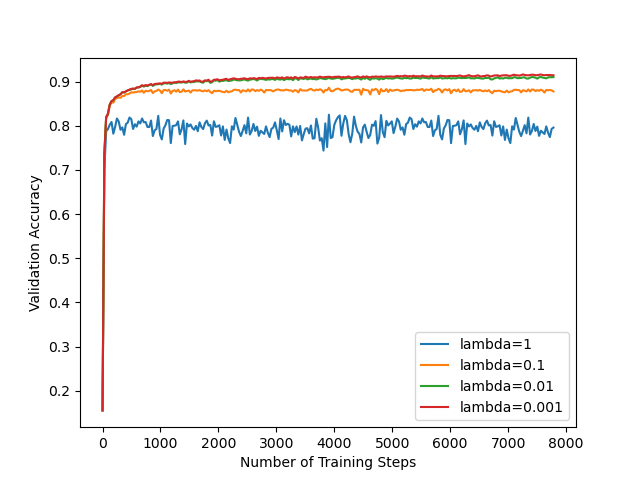 0.9
0.8
0.7
0.6
0.5
0.4
0.3
0.2
Validation Accuracy
lambda=1
lambda=0.1
lambda=0.01
lambda=0.001
0 1000 2000 3000 4000 5000 6000 7000 8000
Number of Training Steps